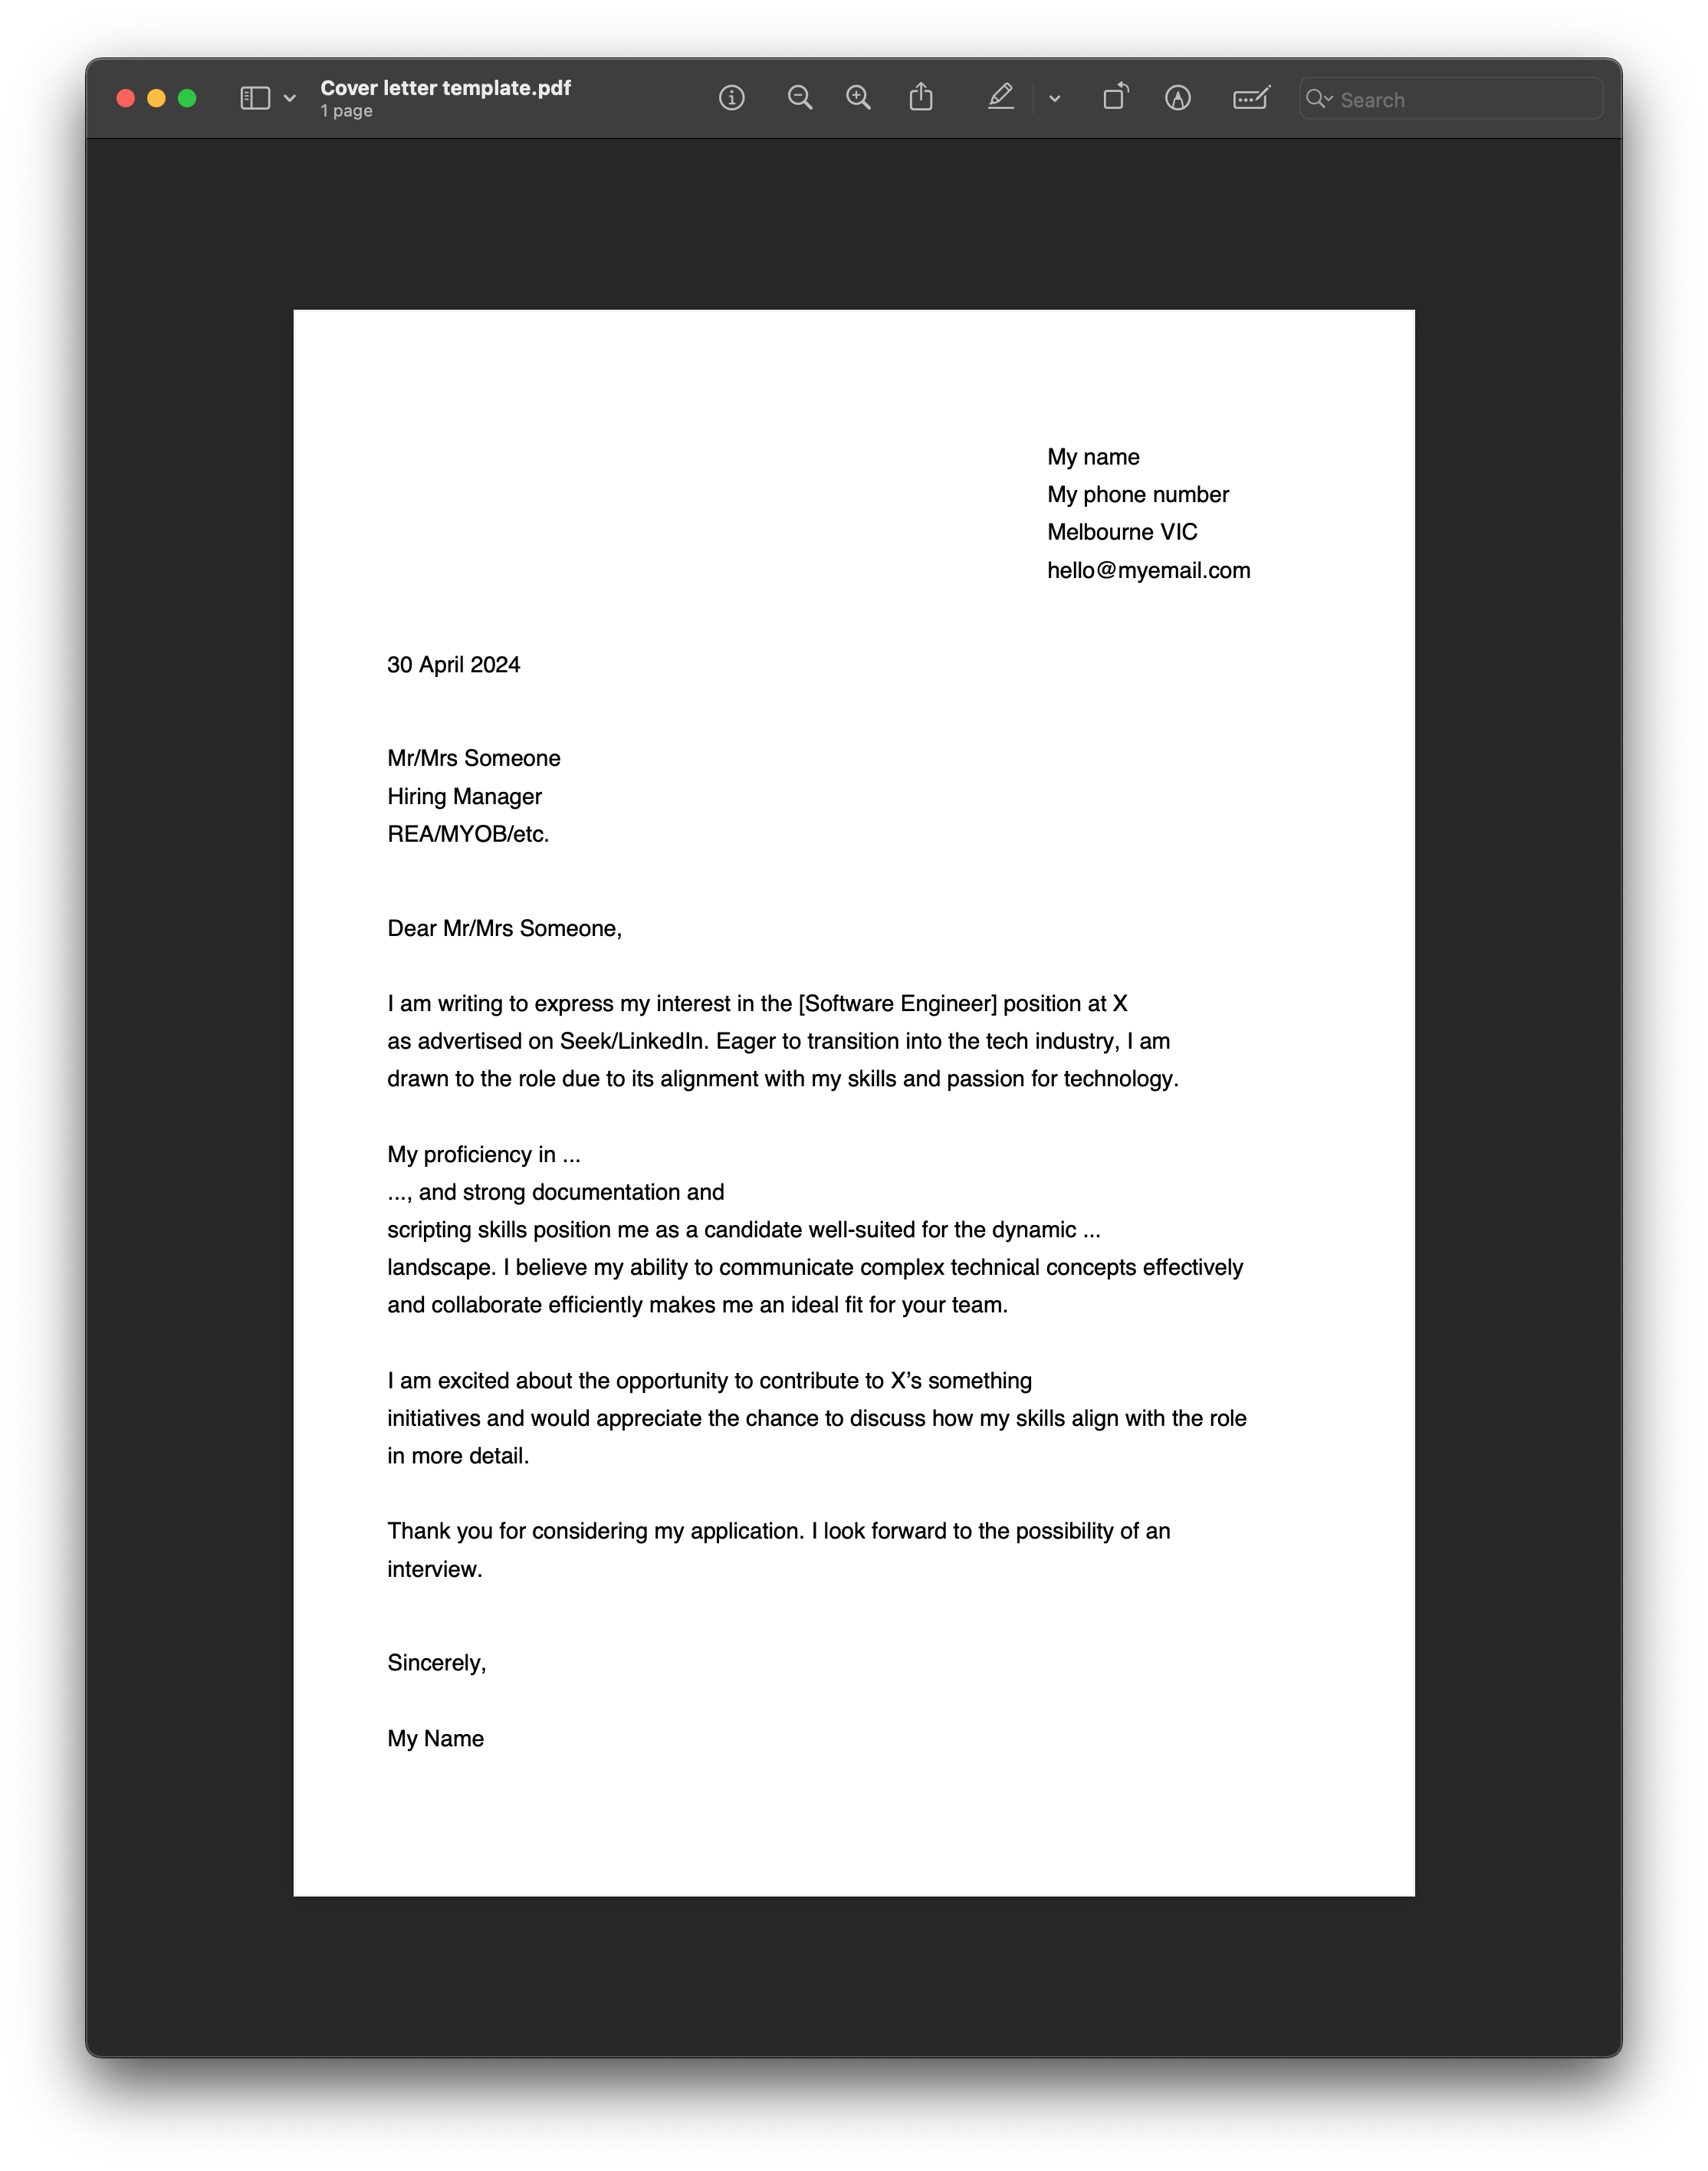 Cover letter template.pdf
1 page
Search
My name
My phone number
Melbourne VIC
hello@myemail.com
30 April 2024
Mr/Mrs Someone
Hiring Manager
REA/MYOB/etc.
Dear Mr/Mrs Someone,
I am writing to express my interest in the [Software Engineer] position at X
as advertised on Seek/LinkedIn. Eager to transition into the tech industry, I am
drawn to the role due to its alignment with my skills and passion for technology.
My proficiency in ...
..., and strong documentation and
scripting skills position me as a candidate well-suited for the dynamic ...
landscape. I believe my ability to communicate complex technical concepts effectively
and collaborate efficiently makes me an ideal fit for your team.
I am excited about the opportunity to contribute to X’s something
initiatives and would appreciate the chance to discuss how my skills align with the role
in more detail.
Thank you for considering my application. I look forward to the possibility of an
interview.
Sincerely,
My Name